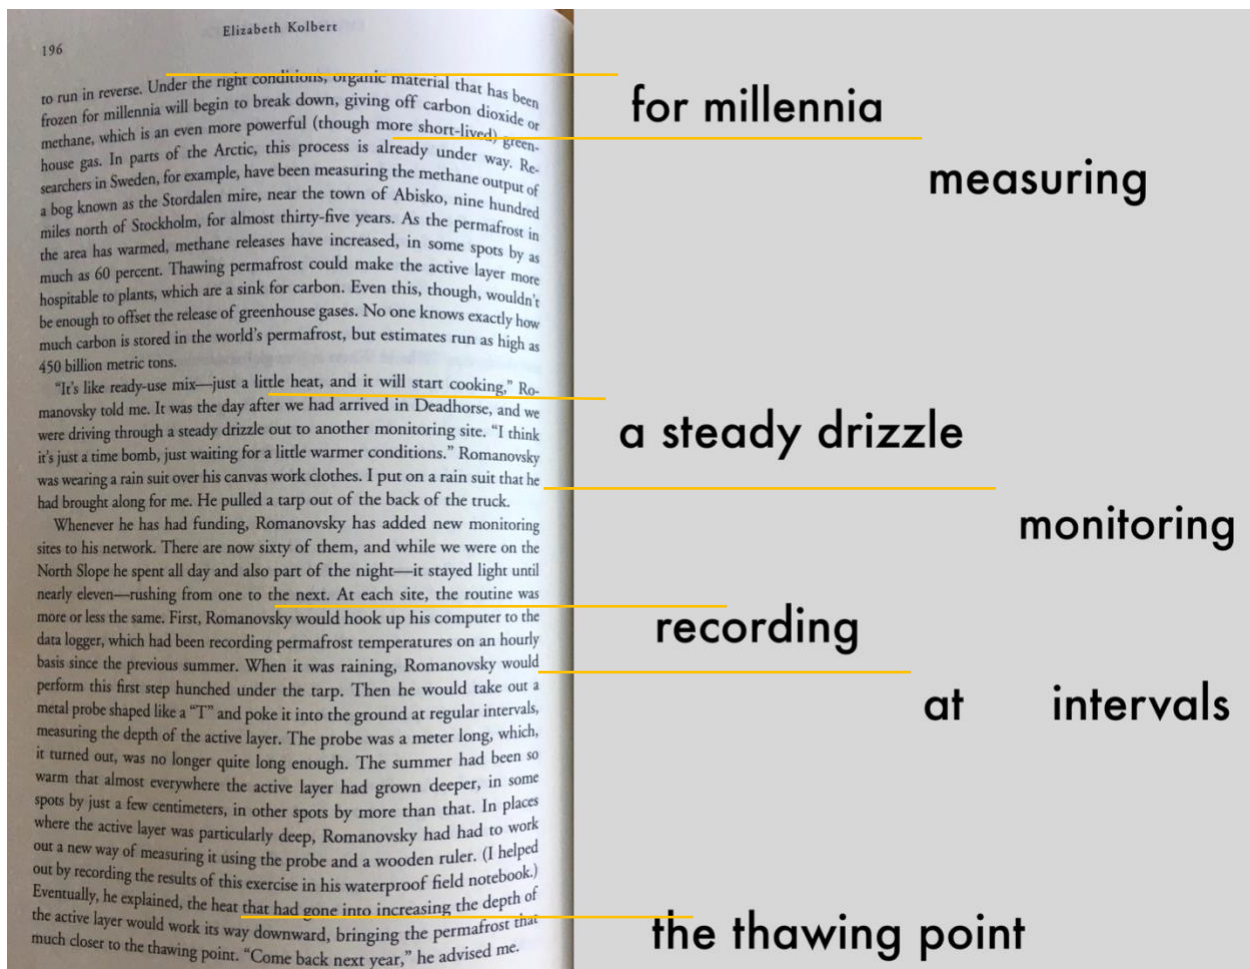 Elizabeth Kolbert
196
to run in reverse. Under the right conditions, organic material that has been
frozen for millennia will begin to break down, giving off carbon dioxide or
methane, which is an even more powerful (though more short-lived) green-
house gas. In parts of the Arctic, this process is already under way. Re-
searchers in Sweden, for example, have been measuring the methane output of
a bog known as the Stordalen mire, near the town of Abisko, nine hundred
miles north of Stockholm, for almost thirty-five years. As the permafrost in
the area has warmed, methane releases have increased, in some spots by as
much as 60 percent. Thawing permafrost could make the active layer more
hospitable to plants, which are a sink for carbon. Even this, though, wouldn't
be enough to offset the release of greenhouse gases. No one knows exactly how
much carbon is stored in the world's permafrost, but estimates run as high as
450 billion metric tons.
"It's like ready-use mix—just a little heat, and it will start cooking," Ro-
manovsky told me. It was the day after we had arrived in Deadhorse, and we
were driving through a steady drizzle out to another monitoring site. "I think
it's just a time bomb, just waiting for a little warmer conditions." Romanovsky
was wearing a rain suit over his canvas work clothes. I put on a rain suit that he
had brought along for me. He pulled a tarp out of the back of the truck.
Whenever he has had funding, Romanovsky has added new monitoring
sites to his network. There are now sixty of them, and while we were on the
North Slope he spent all day and also part of the night—it stayed light until
nearly eleven—rushing from one to the next. At each site, the routine was
more or less the same. First, Romanovsky would hook up his computer to the
data logger, which had been recording permafrost temperatures on an hourly
basis since the previous summer. When it was raining, Romanovsky would
perform this first step hunched under the tarp. Then he would take out a
metal probe shaped like a "T" and poke it into the ground at regular intervals,
measuring the depth of the active layer. The probe was a meter long, which,
it turned out, was no longer quite long enough. The summer had been so
warm that almost everywhere the active layer had grown deeper, in some
spots by just a few centimeters, in other spots by more than that. In places
where the active layer was particularly deep, Romanovsky had had to work
out a new way of measuring it using the probe and a wooden ruler. (I helped
out by recording the results of this exercise in his waterproof field notebook.)
Eventually, he explained, the heat that had gone into increasing the depth of
the active layer would work its way downward, bringing the permafrost that
much closer to the thawing point. "Come back next year," he advised me.
for millennia
measuring
a steady drizzle
monitoring
recording
at intervals
the thawing point